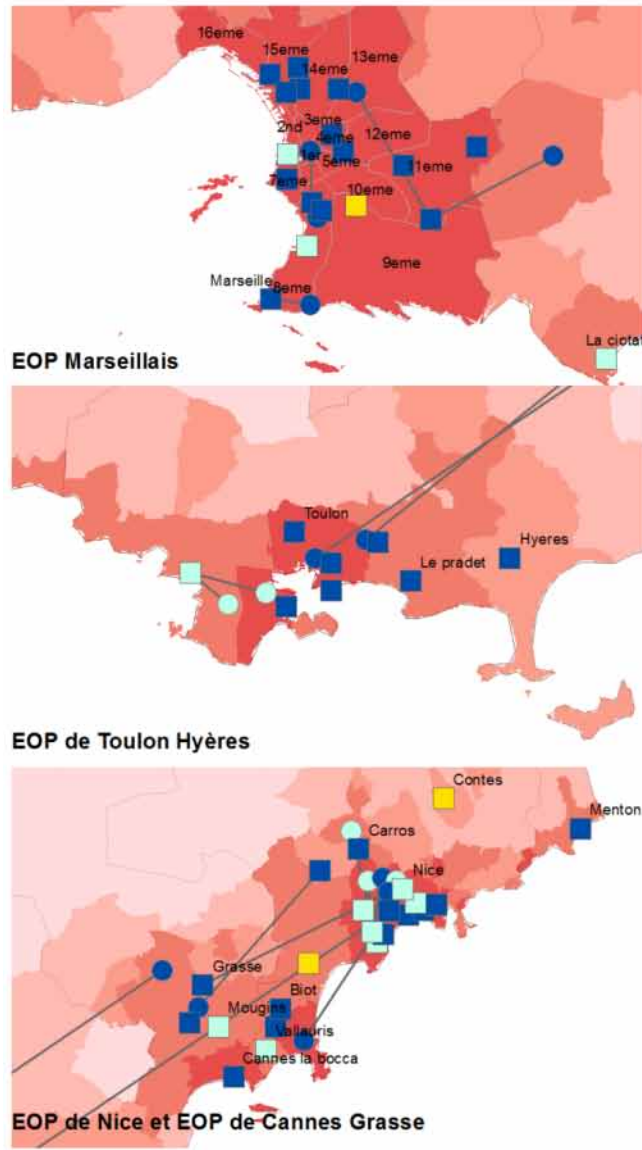 16eme
15eme
13eme
14eme
3eme
2nd
4eme
12eme
1er
5eme
11eme
7eme
10eme
9eme
Marseille
8eme
La ciotat
EOP Marseillais
Toulon
Hyeres
Le pradet
EOP de Toulon Hyères
Contes
Menton
Carros
Nice
Grasse
Biot
Mougins
Vallauris
Cannes la bocca
EOP de Nice et EOP de Cannes Grasse